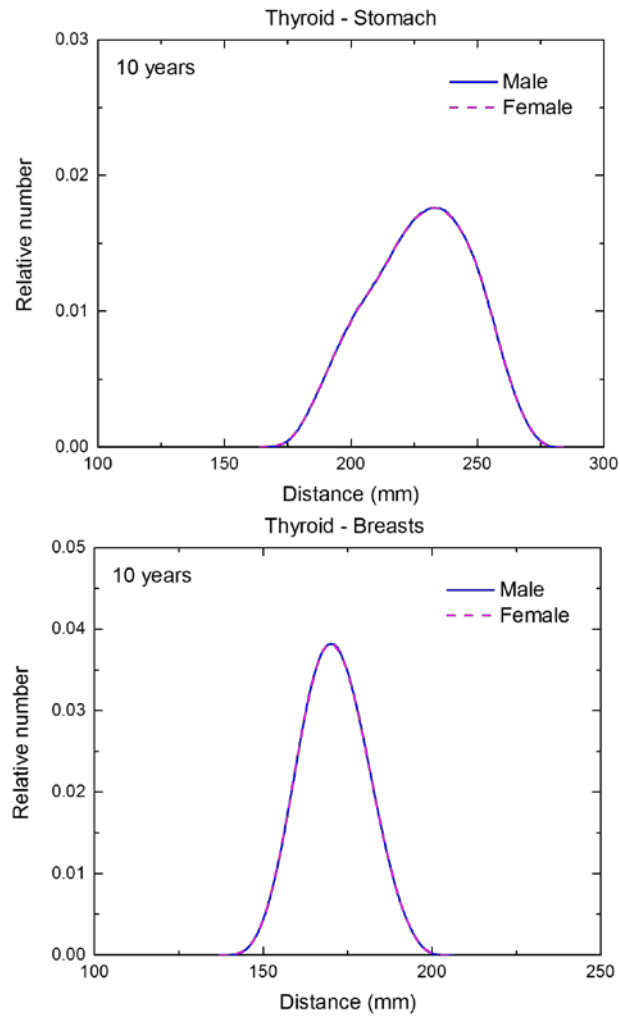 Thyroid - Stomach
0.03
10 years
Male
Female
0.02
Relative number
0.01
0.00
100 150 200 250 300
Distance (mm)
Thyroid - Breasts
0.05
10 years
Male
Female
0.04
0.03
Relative number
0.02
0.01
0.00
100 150 200 250
Distance (mm)